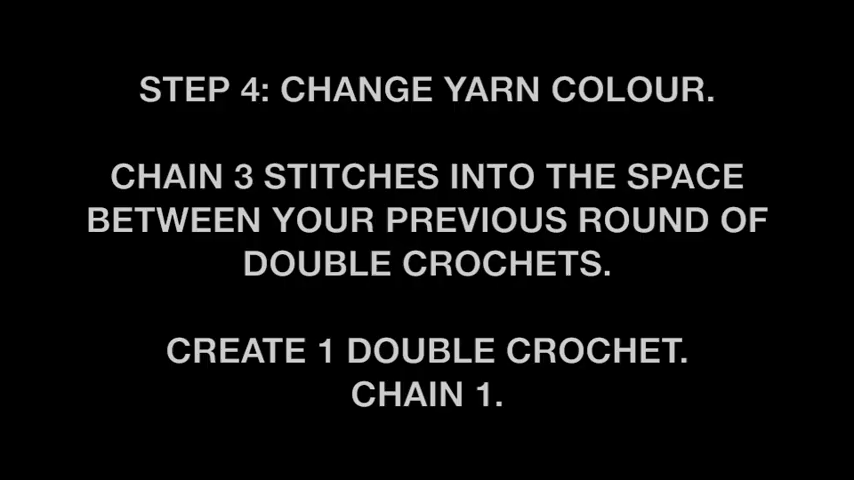 STEP 4: CHANGE YARN COLOUR.
CHAIN 3 STITCHES INTO THE SPACE
BETWEEN YOUR PREVIOUS ROUND OF
DOUBLE CROCHETS.
CREATE 1 DOUBLE CROCHET.
CHAIN 1.